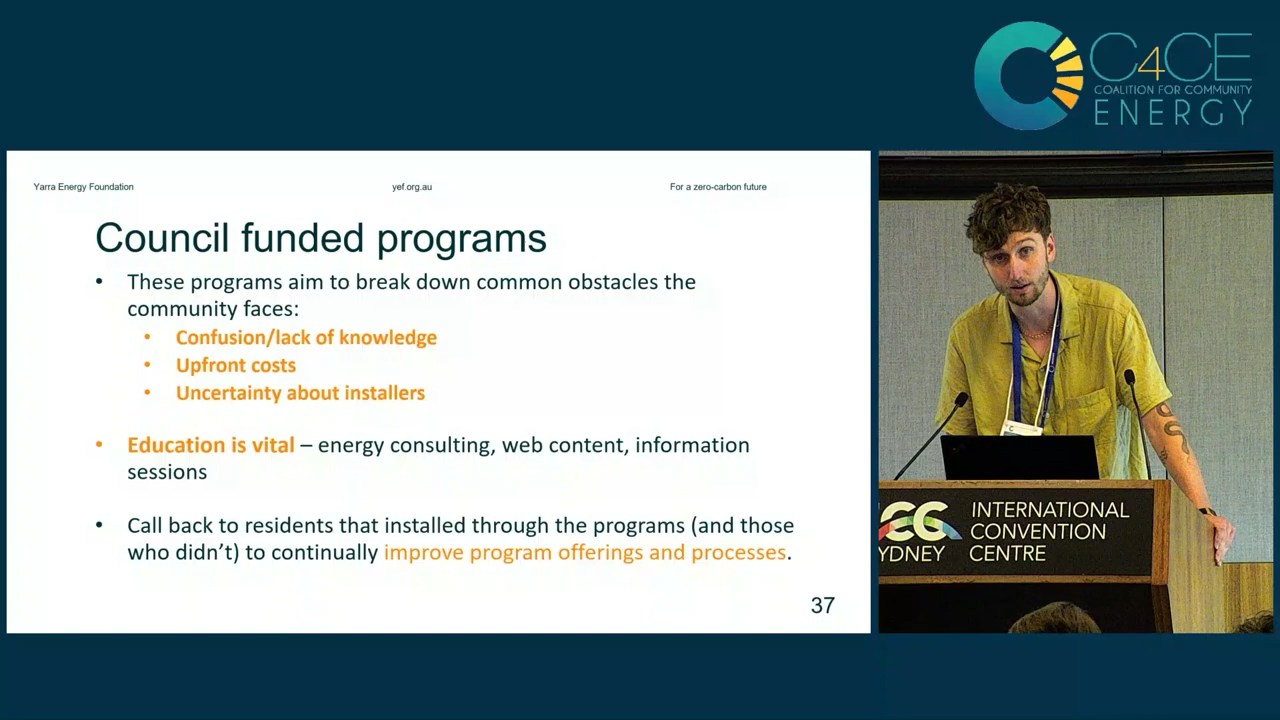 C4CE
COALITION FOR COMMUNITY
ENERGY
Yarra Energy Foundation
yef.org.au
For a zero-carbon future
Council funded programs
• These programs aim to break down common obstacles the
community faces:
• Confusion/lack of knowledge
• Upfront costs
• Uncertainty about installers
• Education is vital – energy consulting, web content, information
sessions
• Call back to residents that installed through the programs (and those
who didn’t) to continually improve program offerings and processes.
37
ICC
SYDNEY
INTERNATIONAL
CONVENTION
CENTRE